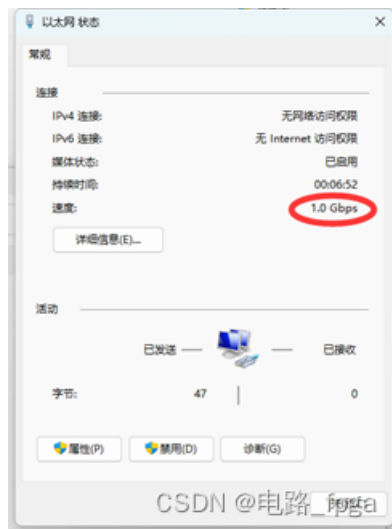 以太网 状态
常规
连接
IPv4 连接: 无网络访问权限
IPv6 连接: 无 Internet 访问权限
媒体状态: 已启用
持续时间: 00:06:52
速度: 1.0 Gbps
详细信息(E)...
活动
已发送 已接收
字节: 47 0
属性(P) 禁用(D) 诊断(G)
CSDN @电路_fpga